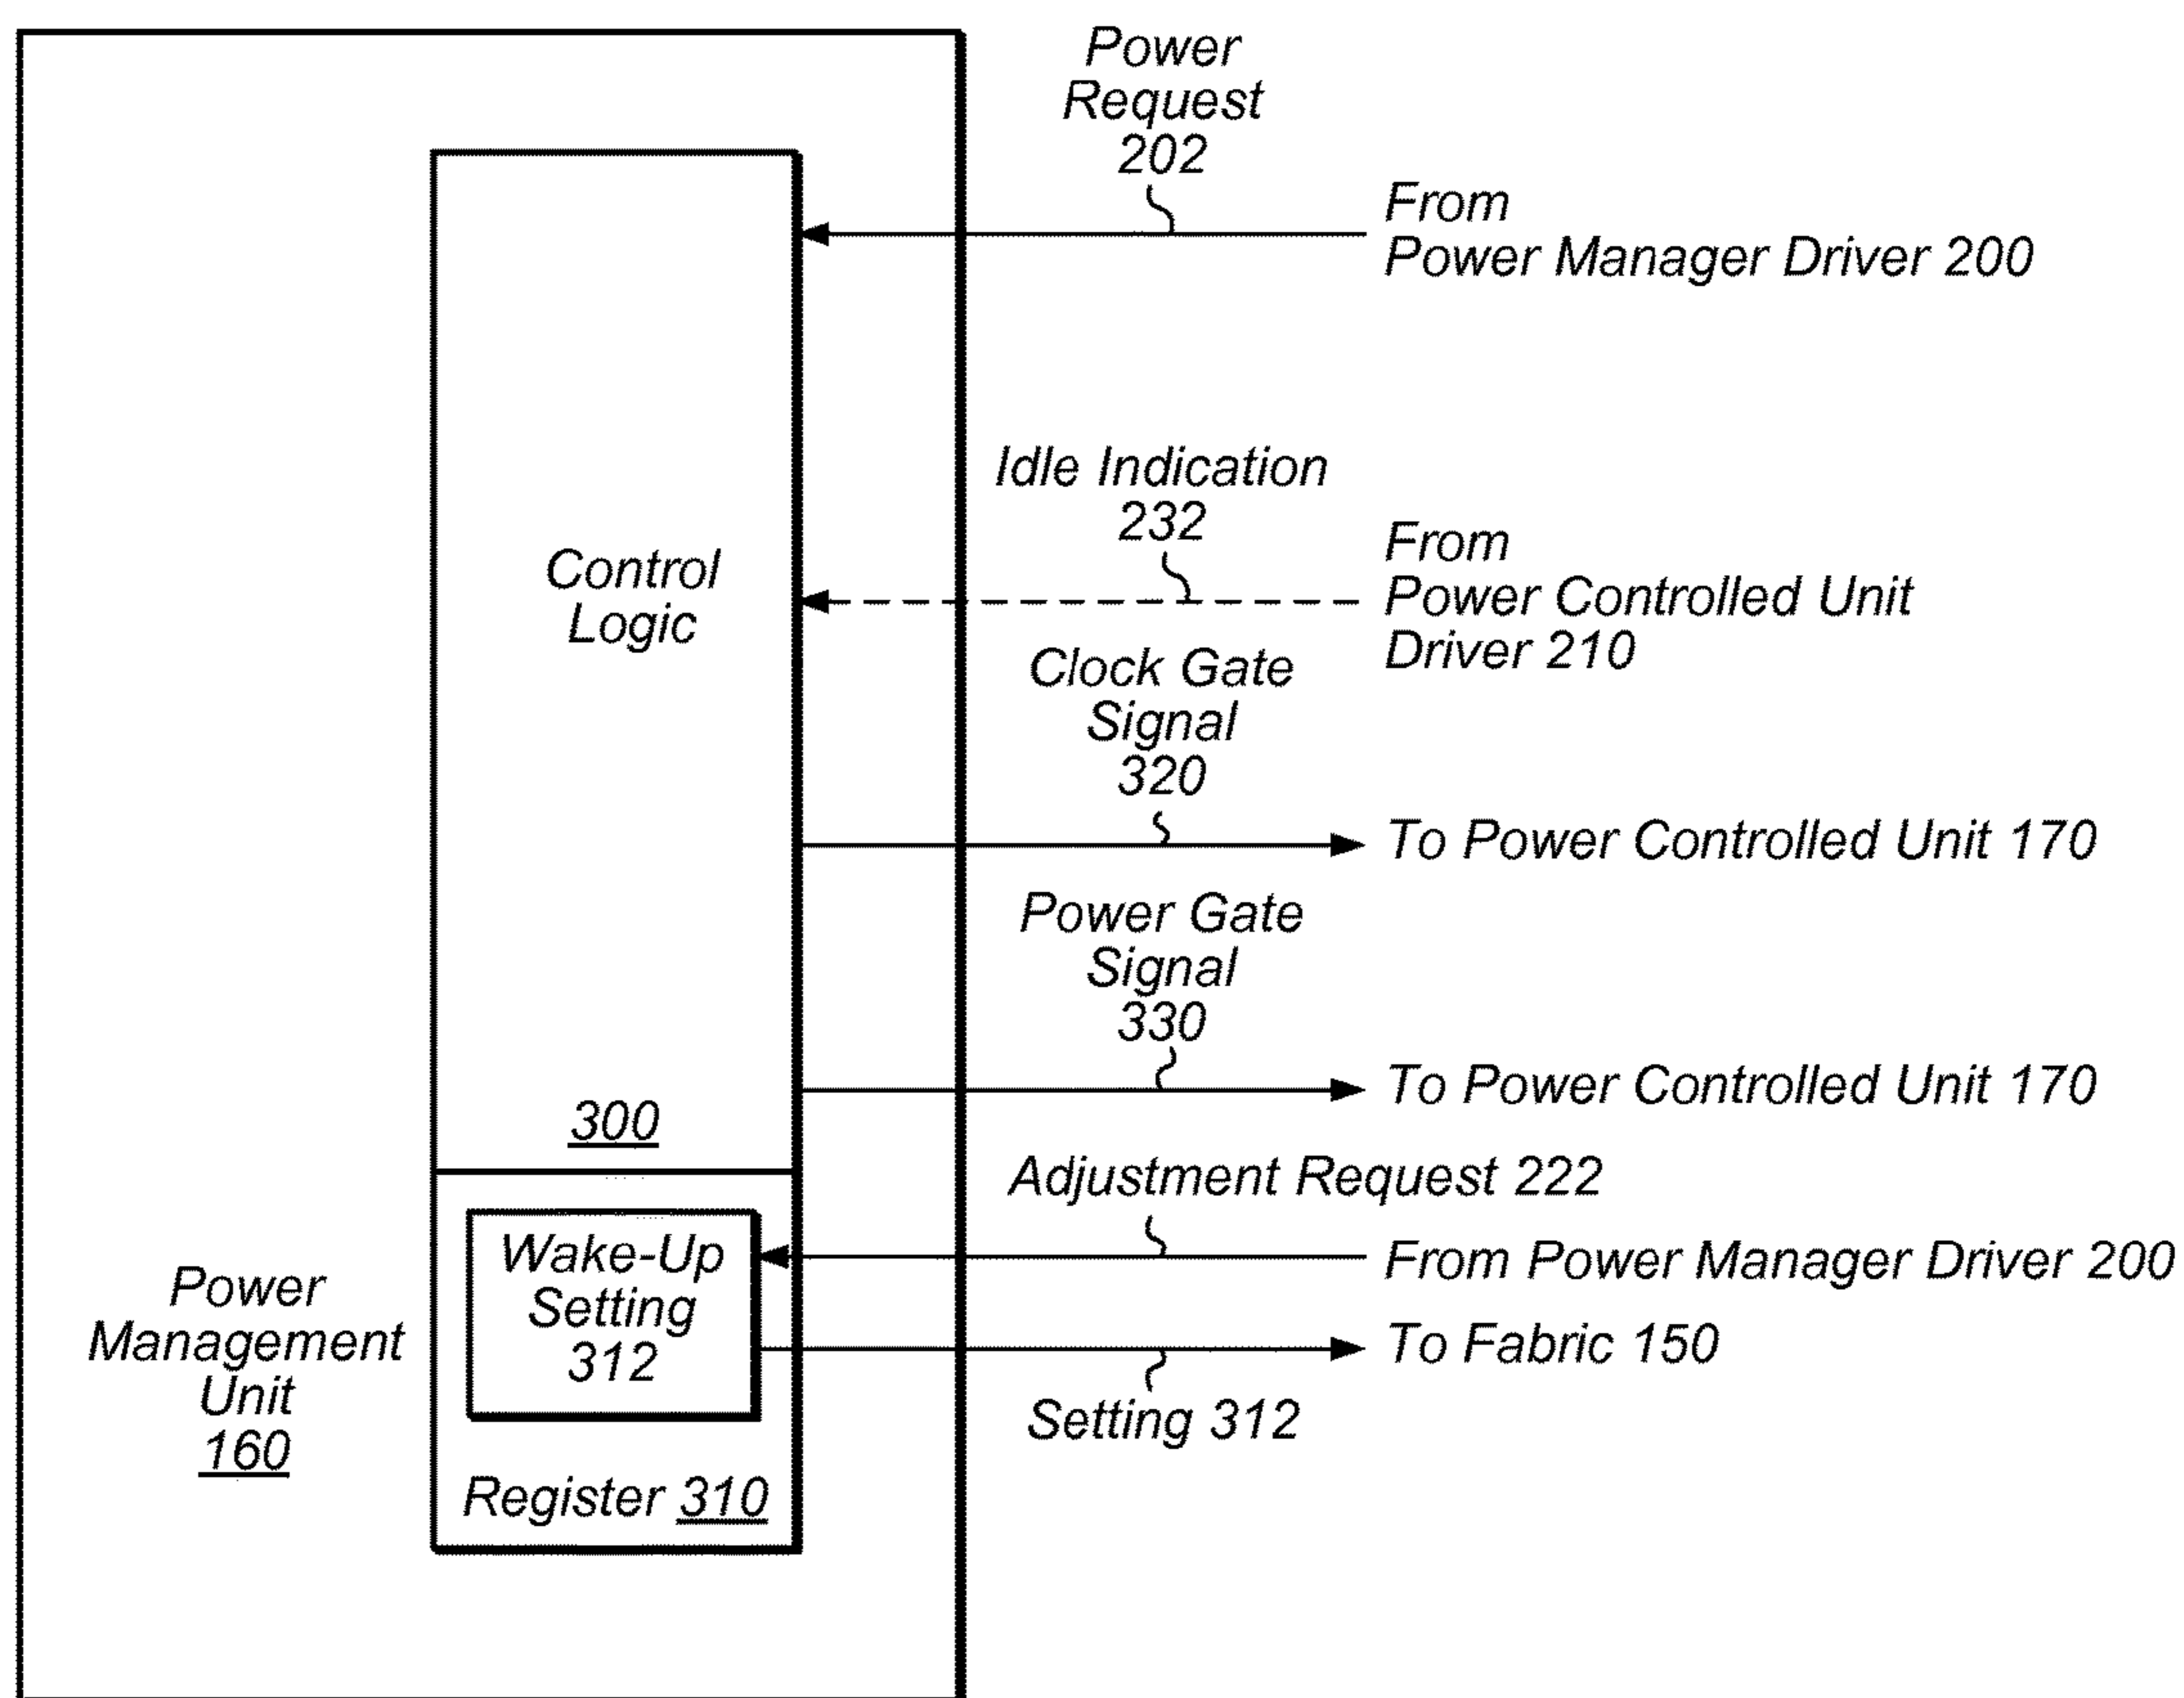 Power
Request
202
From
Power Manager Driver 200
Idle Indication
232
From
Power Controlled Unit
Driver 210
Control
Logic
Clock Gate
Signal
320
To Power Controlled Unit 170
Power Gate
Signal
330
To Power Controlled Unit 170
300
Adjustment Request 222
Wake-Up
Setting
312
From Power Manager Driver 200
To Fabric 150
Setting 312
Power
Management
Unit
160
Register 310